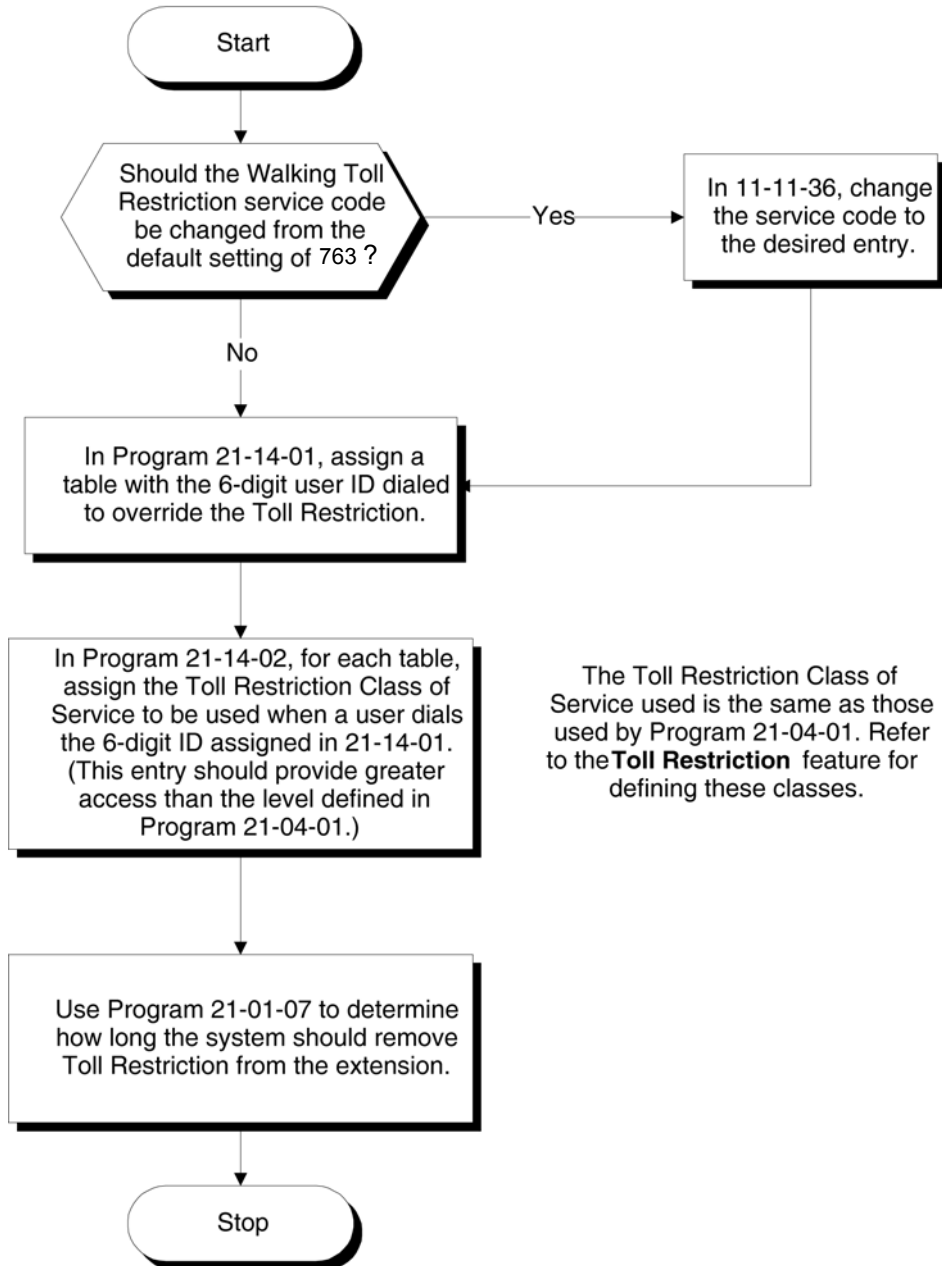 Start
Should the Walking Toll
Restriction service code
be changed from the
default setting of 763 ?
Yes
In 11-11-36, change
the service code to
the desired entry.
No
In Program 21-14-01, assign a
table with the 6-digit user ID dialed
to override the Toll Restriction.
In Program 21-14-02, for each table,
assign the Toll Restriction Class of
Service to be used when a user dials
the 6-digit ID assigned in 21-14-01.
(This entry should provide greater
access than the level defined in
Program 21-04-01.)
The Toll Restriction Class of
Service used is the same as those
used by Program 21-04-01. Refer
to the Toll Restriction feature for
defining these classes.
Use Program 21-01-07 to determine
how long the system should remove
Toll Restriction from the extension.
Stop